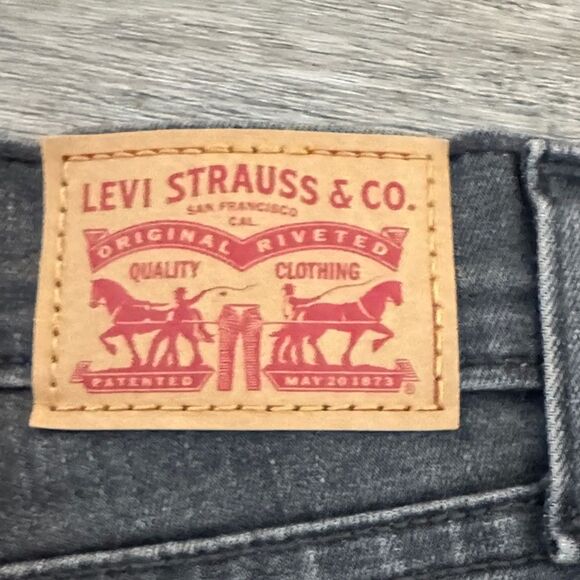 LEVI STRAUSS & CO.
SAN FRANCISCO
CAL.
ORIGINAL RIVETED
QUALITY CLOTHING
PATENTED MAY 20 1873
®